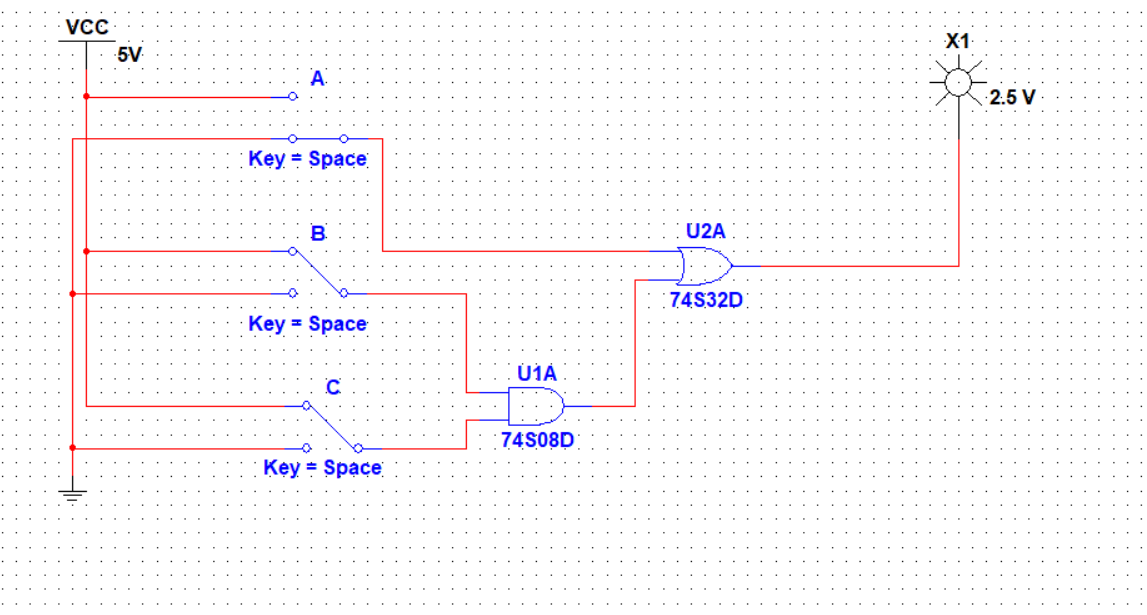 VCC
5V
A
Key = Space
B
Key = Space
C
Key = Space
U1A
74S08D
U2A
74S32D
X1
2.5 V